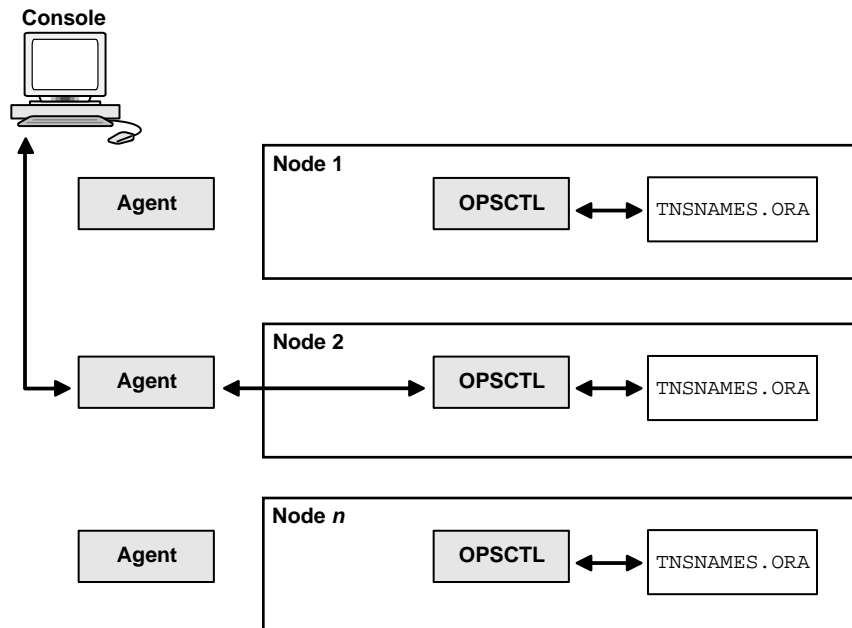 Console
Node 1
Agent
OPSCTL
TNSNAMES.ORA
Node 2
Agent
OPSCTL
TNSNAMES.ORA
Node n
Agent
OPSCTL
TNSNAMES.ORA